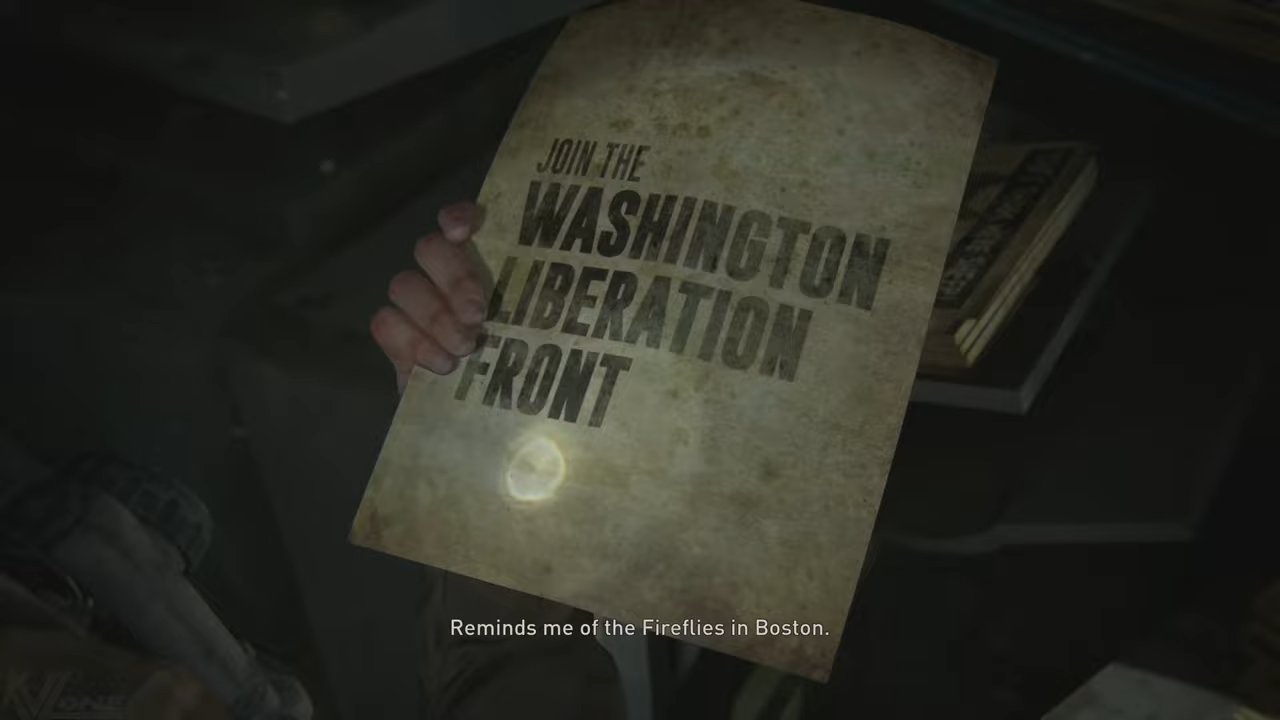 JOIN THE
WASHINGTON
LIBERATION
FRONT
Reminds me of the Fireflies in Boston.